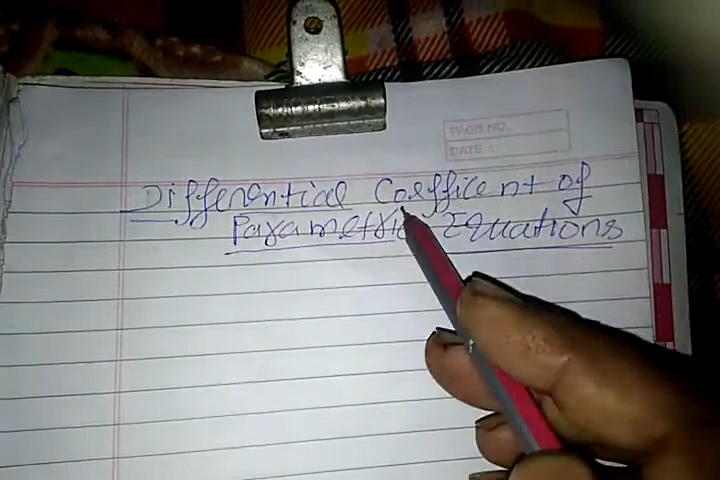 PAGE NO.
DATE :
Differential Coefficent of
Parametric Equations